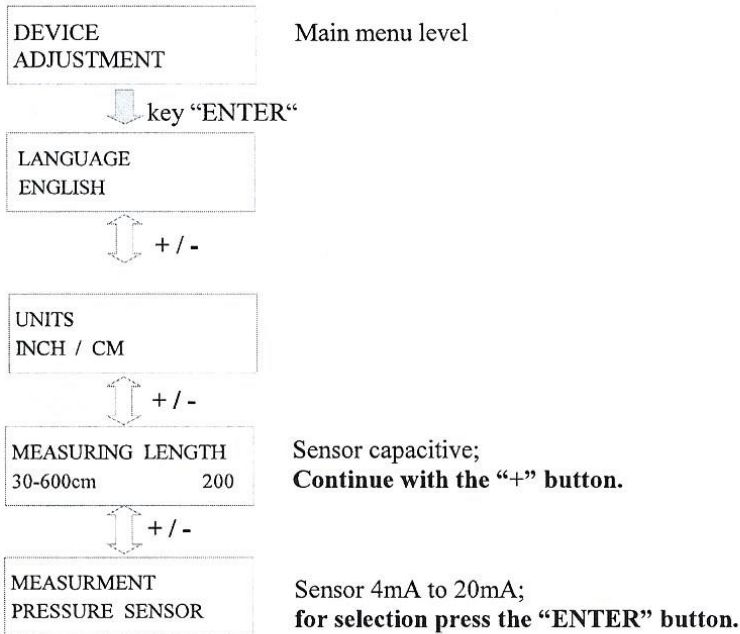 DEVICE
ADJUSTMENT
Main menu level
key “ENTER“
LANGUAGE
ENGLISH
+ / -
UNITS
INCH / CM
+ / -
MEASURING LENGTH
30-600cm 200
Sensor capacitive;
Continue with the “+” button.
+ / -
MEASURMENT
PRESSURE SENSOR
Sensor 4mA to 20mA;
for selection press the “ENTER” button.